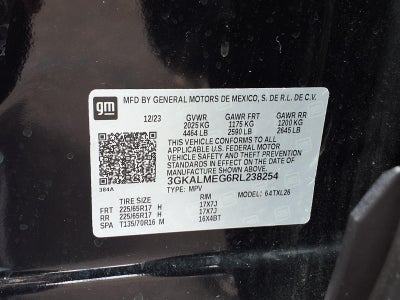 gm
MFD BY GENERAL MOTORS DE MEXICO, S. DE R.L. DE C.V.
12/23 GVWR GAWR FRT GAWR RR
2025 KG 1175 KG 1200 KG
4464 LB 2590 LB 2645 LB
THIS VEHICLE CONFORMS TO ALL APPLICABLE
U.S. FEDERAL MOTOR
VEHICLE SAFETY AND THEFT PREVENTION
STANDARDS IN EFFECT ON THE DATE OF
MANUFACTURE SHOWN ABOVE.
3GKALMEG6RL238254
384A TYPE: MPV MODEL: 64TXL26
TIRE SIZE RIM
FRT 225/65R17 H 17X7J
RR 225/65R17 H 17X7J
SPA T135/70R16 M 16X4BT